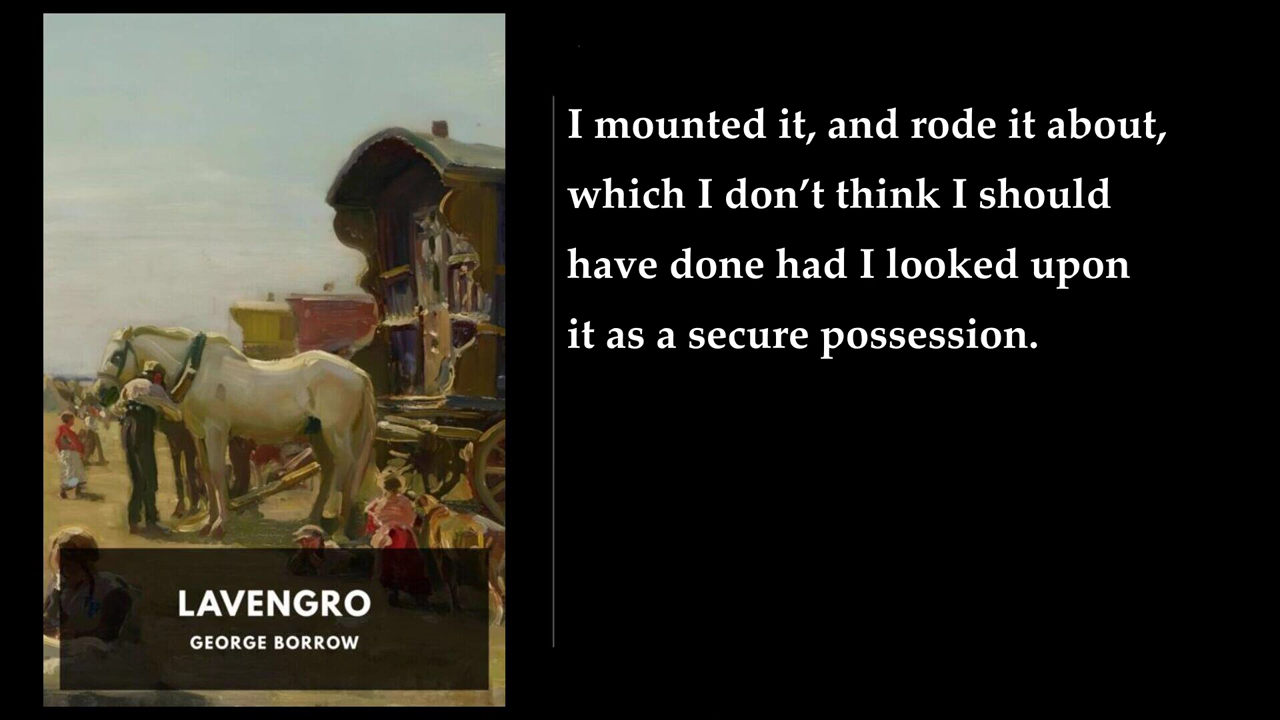 LAVENGRO
GEORGE BORROW
I mounted it, and rode it about,
which I don’t think I should
have done had I looked upon
it as a secure possession.